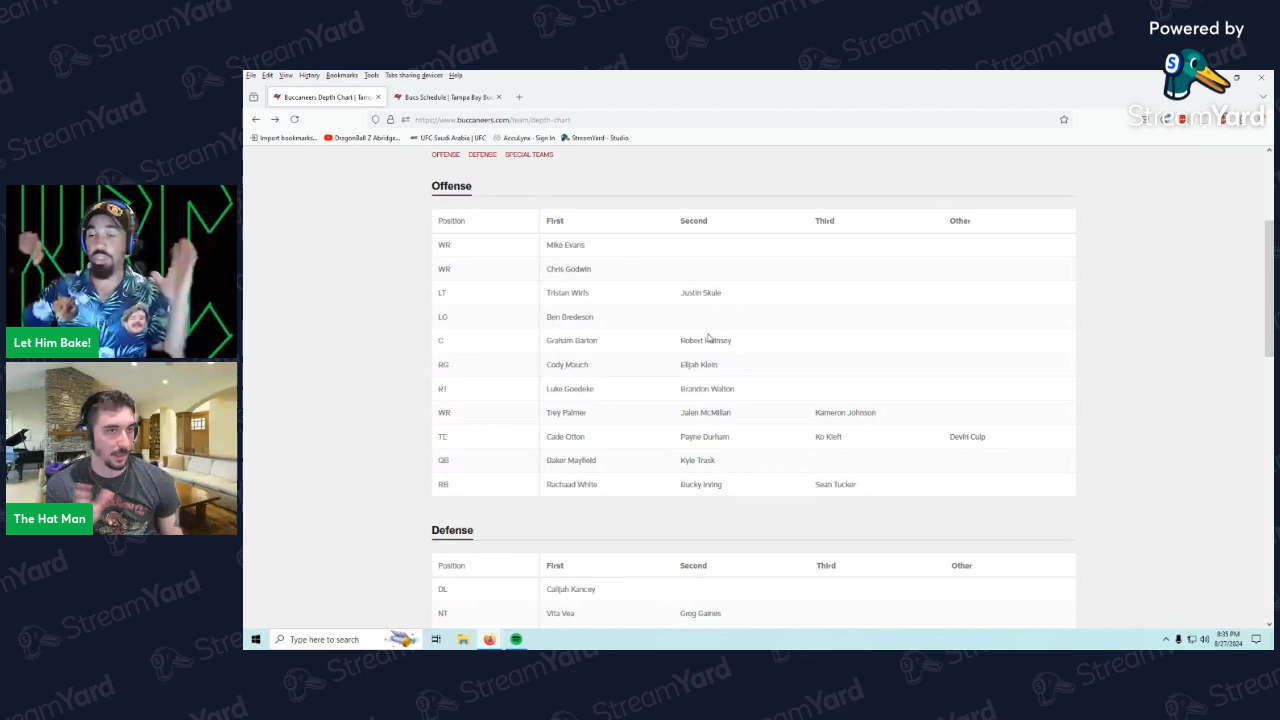 Powered by
StreamYard
File Edit View History Bookmarks Tools Tabs sharing devices Help
Buccaneers Depth Chart | Tamp
Bucs Schedule | Tampa Bay Buc
https://www.buccaneers.com/team/depth-chart
Import bookmarks... DragonBall Z Abridge... UFC Saudi Arabia | UFC AccuLynx - Sign In StreamYard - Studio
OFFENSE DEFENSE SPECIAL TEAMS
Offense
Position First Second Third Other
WR Mike Evans
WR Chris Godwin
LT Tristan Wirfs Justin Skule
LG Ben Bredeson
C Graham Barton Robert Hainsey
RG Cody Mauch Elijah Klein
RT Luke Goedeke Brandon Walton
WR Trey Palmer Jalen McMillan Kameron Johnson
TE Cade Otton Payne Durham Ko Kieft Devin Culp
QB Baker Mayfield Kyle Trask
RB Rachaad White Bucky Irving Sean Tucker
Defense
Position First Second Third Other
DL Calijah Kancey
NT Vita Vea Greg Gaines
Let Him Bake!
The Hat Man
Type here to search
8:35 PM
8/27/2024